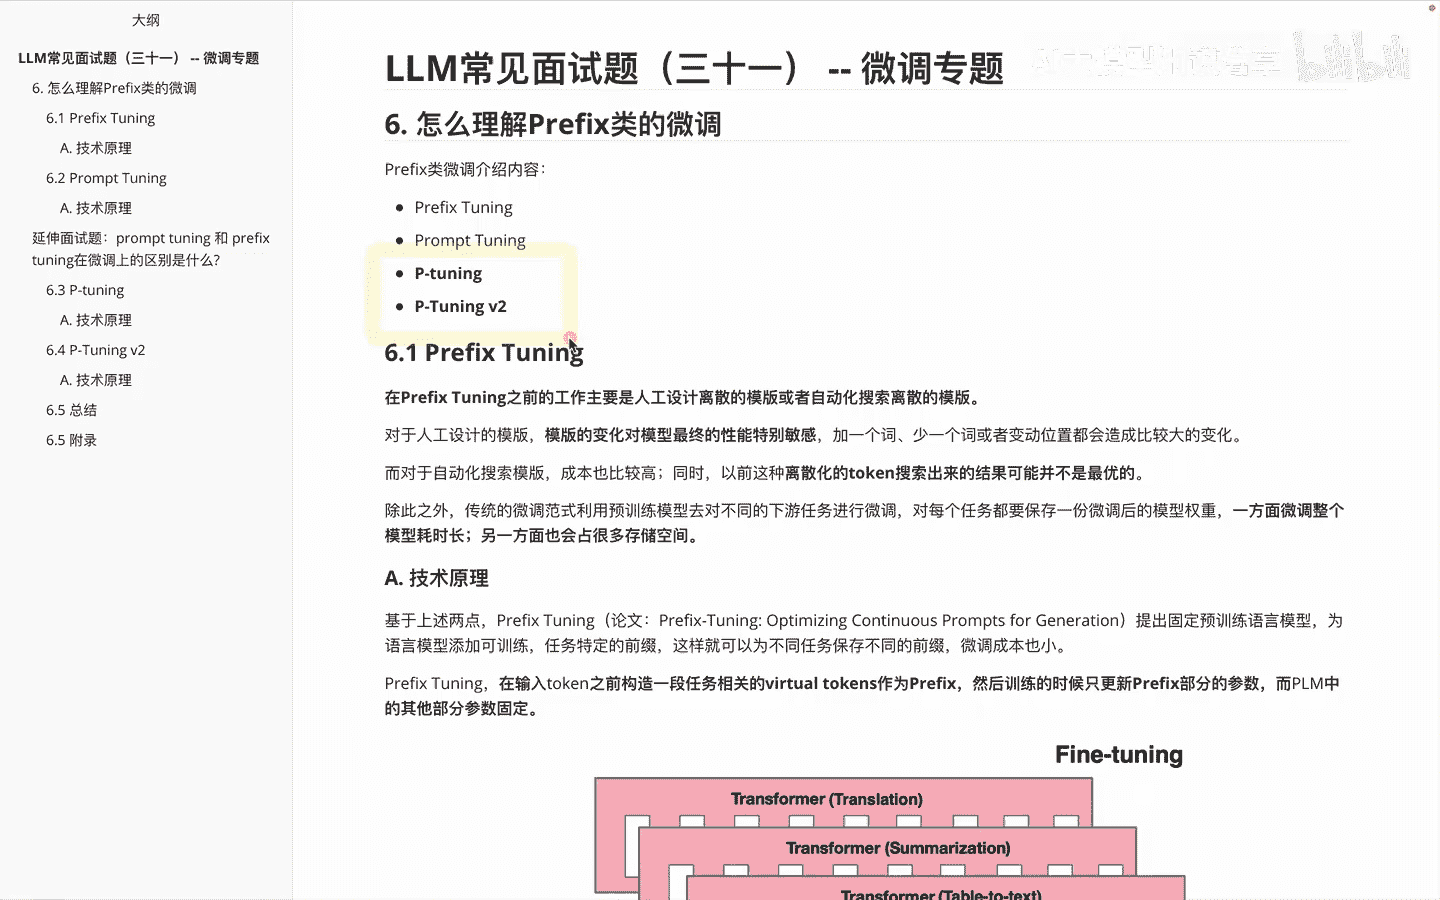 大纲
LLM常见面试题（三十一） -- 微调专题
6. 怎么理解Prefix类的微调
6.1 Prefix Tuning
A. 技术原理
6.2 Prompt Tuning
A. 技术原理
延伸面试题：prompt tuning 和 prefix
tuning在微调上的区别是什么?
6.3 P-tuning
A. 技术原理
6.4 P-Tuning v2
A. 技术原理
6.5 总结
6.5 附录
LLM常见面试题（三十一） -- 微调专题
6. 怎么理解Prefix类的微调
Prefix类微调介绍内容：
Prefix Tuning
Prompt Tuning
P-tuning
P-Tuning v2
6.1 Prefix Tuning
在Prefix Tuning之前的工作主要是人工设计离散的模版或者自动化搜索离散的模版。
对于人工设计的模版，模版的变化对模型最终的性能特别敏感，加一个词、少一个词或者变动位置都会造成比较大的变化。
而对于自动化搜索模版，成本也比较高；同时，以前这种离散化的token搜索出来的结果可能并不是最优的。
除此之外，传统的微调范式利用预训练模型去对不同的下游任务进行微调，对每个任务都要保存一份微调后的模型权重，一方面微调整个
模型耗时长；另一方面也会占很多存储空间。
A. 技术原理
基于上述两点，Prefix Tuning（论文：Prefix-Tuning: Optimizing Continuous Prompts for Generation）提出固定预训练语言模型，为
语言模型添加可训练，任务特定的前缀，这样就可以为不同任务保存不同的前缀，微调成本也小。
Prefix Tuning，在输入token之前构造一段任务相关的virtual tokens作为Prefix，然后训练的时候只更新Prefix部分的参数，而PLM中
的其他部分参数固定。
Fine-tuning
Transformer (Translation)
Transformer (Summarization)
Transformer (Table-to-text)